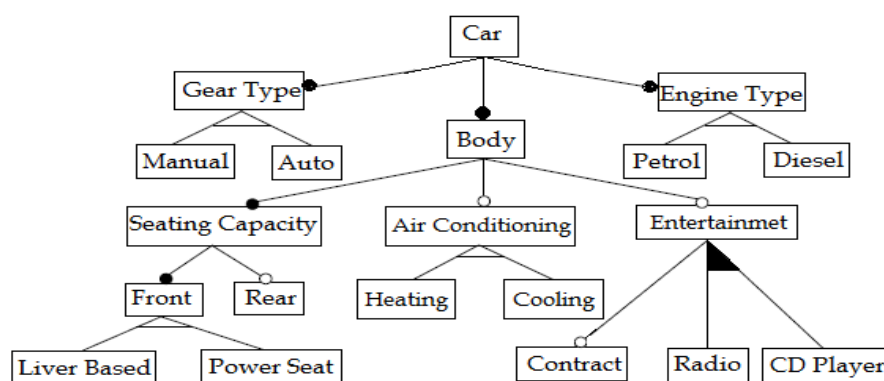 Car
Gear Type
Engine Type
Body
Manual
Auto
Petrol
Diesel
Seating Capacity
Air Conditioning
Entertainmet
Front
Rear
Heating
Cooling
Liver Based
Power Seat
Contract
Radio
CD Player